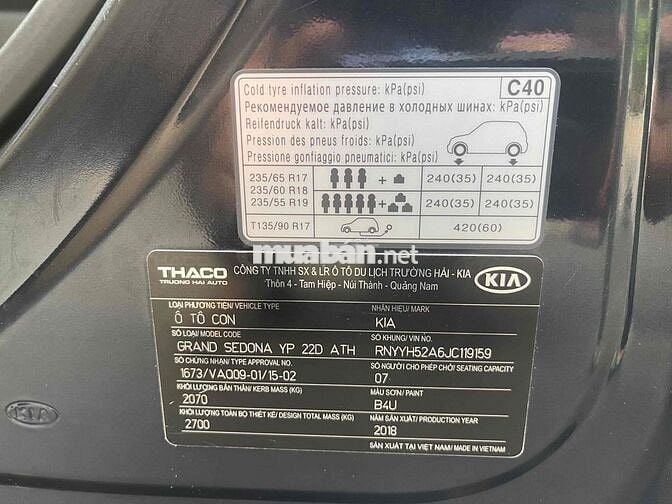 Cold tyre inflation pressure: kPa(psi) C40
Рекомендуемое давление в холодных шинах: kPa(psi)
Reifendruck kalt: kPa(psi)
Pression des pneus froids: kPa(psi)
Pressione gonfiaggio pneumatici: kPa(psi)
235/65 R17
235/60 R18
235/55 R19
+ 240(35) 240(35)
+ 240(35) 240(35)
T135/90 R17 420(60)
muaban.net
THACO
TRUONG HAI AUTO
CÔNG TY TNHH SX & LR Ô TÔ DU LỊCH TRƯỜNG HẢI - KIA
Thôn 4 - Tam Hiệp - Núi Thành - Quảng Nam
KIA
LOẠI PHƯƠNG TIỆN/ VEHICLE TYPE NHÃN HIỆU/ MARK
Ô TÔ CON KIA
SỐ LOẠI/ MODEL CODE SỐ KHUNG/ VIN NO.
GRAND SEDONA YP 22D ATH RNYYH52A6JC119159
SỐ CHỨNG NHẬN/ TYPE APPROVAL NO. SỐ NGƯỜI CHO PHÉP CHỞ/ SEATING CAPACITY
1673/VAQ09-01/15-02 07
KHỐI LƯỢNG BẢN THÂN/ KERB MASS (KG) MÀU SƠN/ PAINT
2070 B4U
KHỐI LƯỢNG TOÀN BỘ THIẾT KẾ/ DESIGN TOTAL MASS (KG) NĂM SẢN XUẤT/ PRODUCTION YEAR
2700 2018
SẢN XUẤT TẠI VIỆT NAM/ MADE IN VIETNAM
KIA